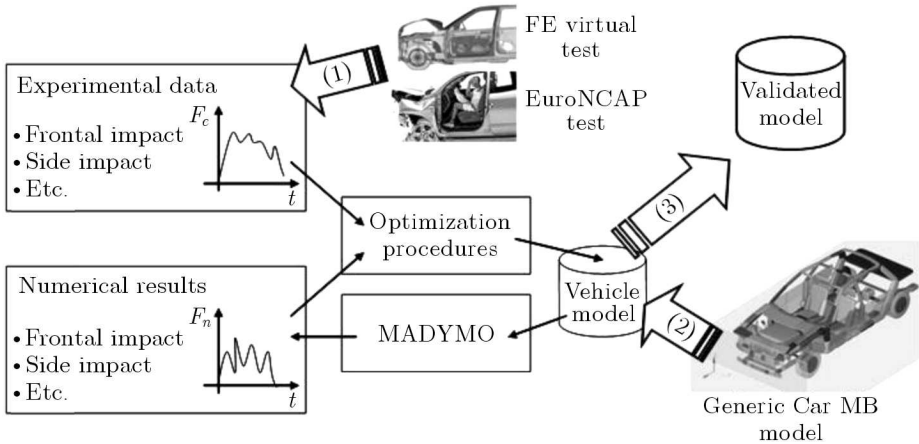 FE virtual
test
EuroNCAP
test
(1)
Experimental data
• Frontal impact
• Side impact
• Etc.
F_c
t
Validated
model
(3)
Optimization
procedures
Numerical results
• Frontal impact
• Side impact
• Etc.
F_n
t
MADYMO
Vehicle
model
(2)
Generic Car MB
model